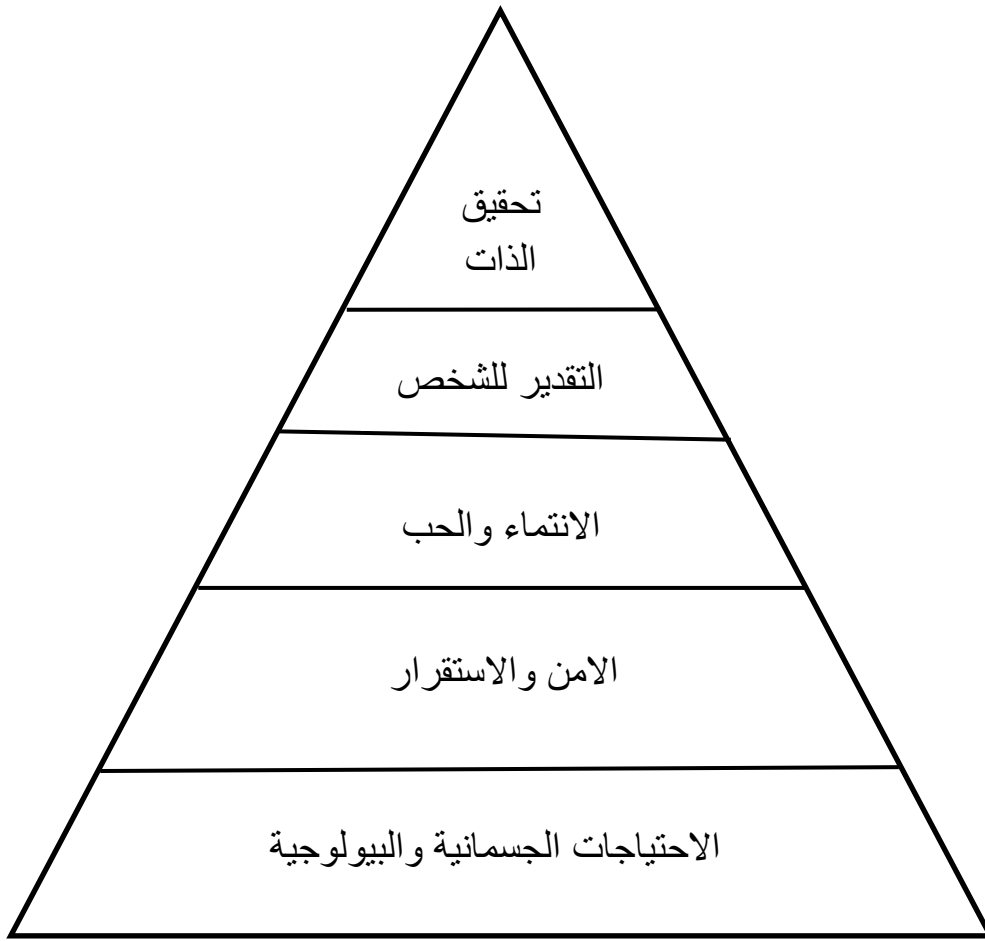 تحقيق
الذات
التقدير للشخص
الانتماء والحب
الامن والاستقرار
الاحتياجات الجسمانية والبيولوجية